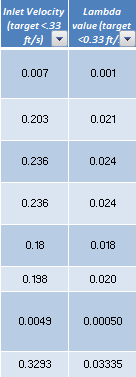 Inlet Velocity
(target <.33
ft/s)
Lambda
value (target
<0.33 ft/
0.007 0.001
0.203 0.021
0.236 0.024
0.236 0.024
0.18 0.018
0.198 0.020
0.0049 0.00050
0.3293 0.03335